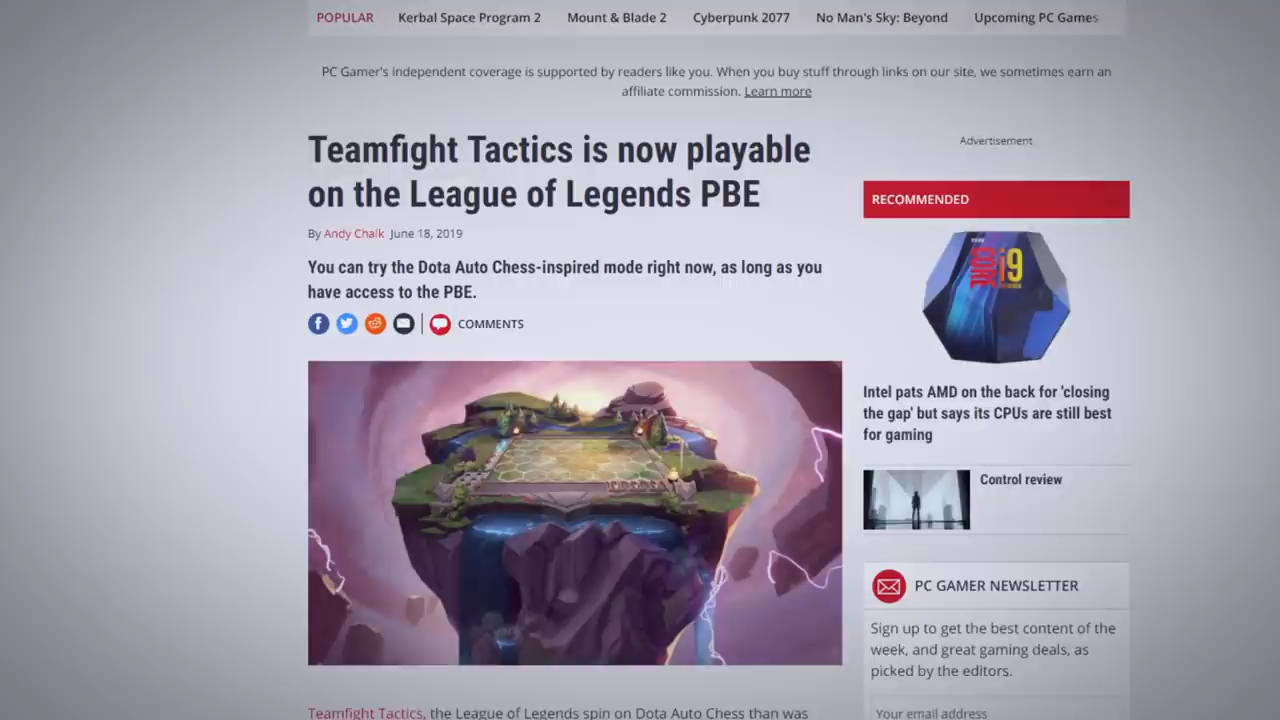 POPULAR Kerbal Space Program 2 Mount & Blade 2 Cyberpunk 2077 No Man's Sky: Beyond Upcoming PC Games
PC Gamer's independent coverage is supported by readers like you. When you buy stuff through links on our site, we sometimes earn an
affiliate commission. Learn more
Teamfight Tactics is now playable
on the League of Legends PBE
By Andy Chalk June 18, 2019
You can try the Dota Auto Chess-inspired mode right now, as long as you
have access to the PBE.
COMMENTS
Teamfight Tactics, the League of Legends spin on Dota Auto Chess than was
Advertisement
RECOMMENDED
CORE i9
Intel pats AMD on the back for 'closing
the gap' but says its CPUs are still best
for gaming
Control review
PC GAMER NEWSLETTER
Sign up to get the best content of the
week, and great gaming deals, as
picked by the editors.
Your email address